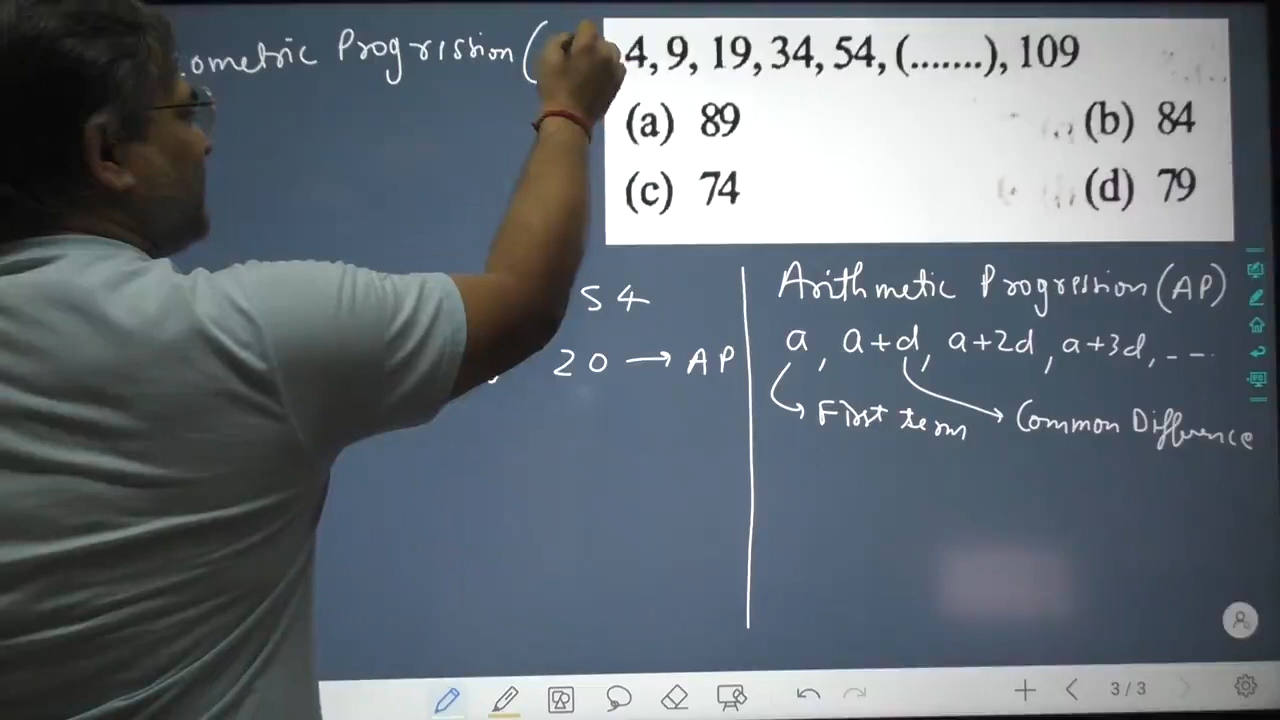 ometric Progression (
4, 9, 19, 34, 54, (.......), 109
(a) 89 (b) 84
(c) 74 (d) 79
54
20 → AP
Arithmetic Progression (AP)
a, a+d, a+2d, a+3d, ---
First term
Common Difference
3/3